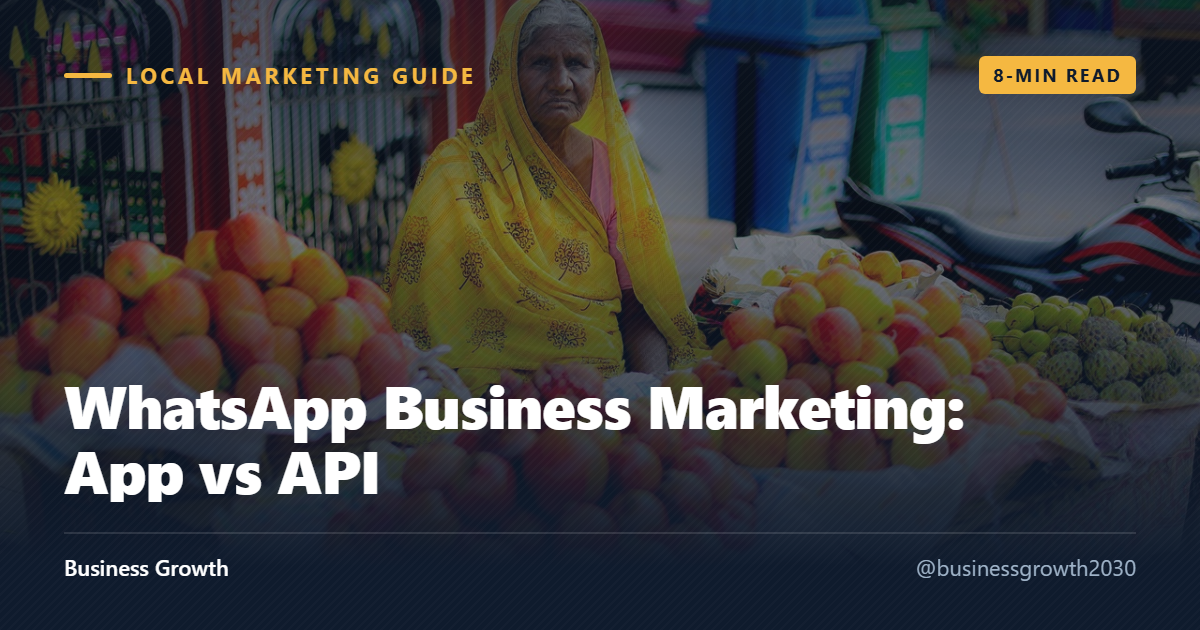 LOCAL MARKETING GUIDE
8-MIN READ
WhatsApp Business Marketing:
App vs API
Business Growth
@businessgrowth2030